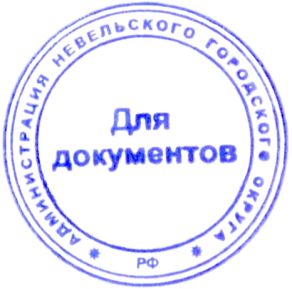 АДМИНИСТРАЦИЯ НЕВЕЛЬСКОГО ГОРОДСКОГО ОКРУГА
Для
документов
РФ